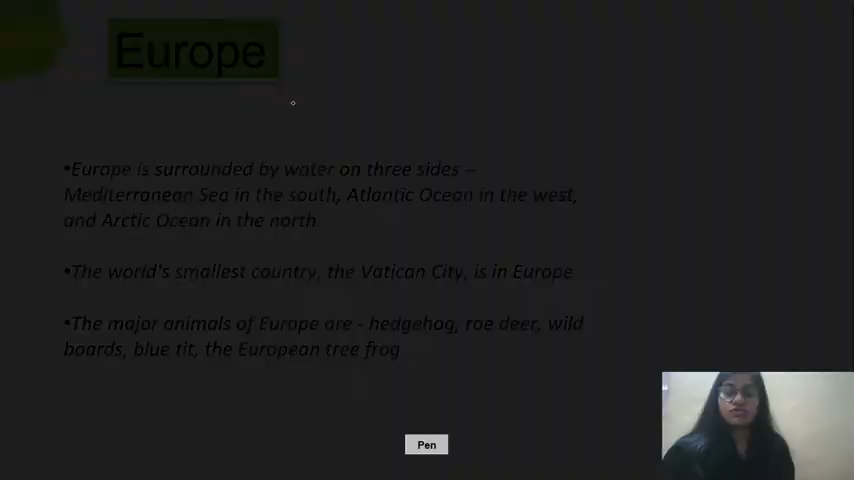 Europe
•Europe is surrounded by water on three sides –
Mediterranean Sea in the south, Atlantic Ocean in the west,
and Arctic Ocean in the north
•The world's smallest country, the Vatican City, is in Europe
•The major animals of Europe are - hedgehog, roe deer, wild
boards, blue tit, the European tree frog
Pen